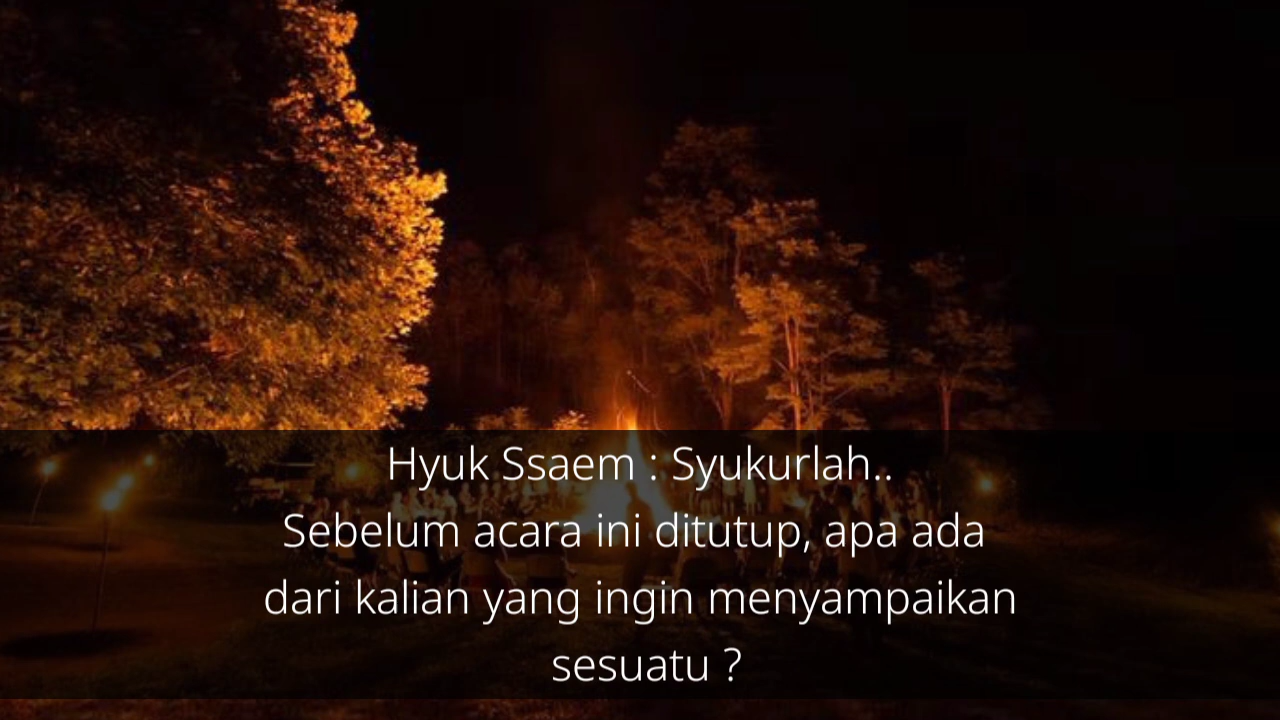 Hyuk Ssaem : Syukurlah..
Sebelum acara ini ditutup, apa ada
dari kalian yang ingin menyampaikan
sesuatu ?